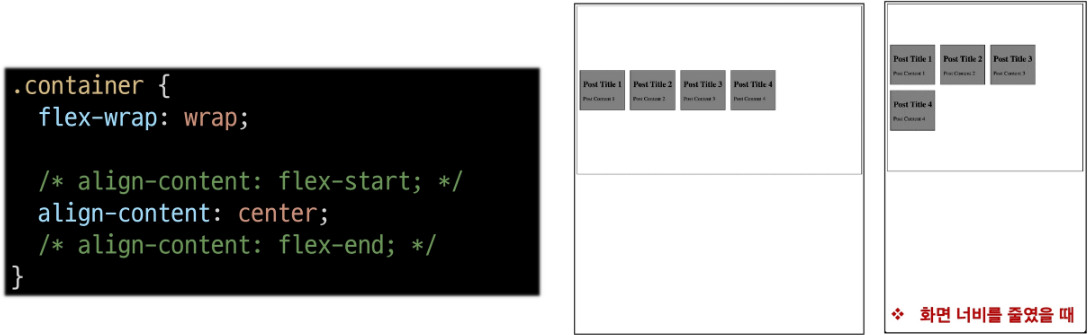 .container {
flex-wrap: wrap;
/* align-content: flex-start; */
align-content: center;
/* align-content: flex-end; */
}
Post Title 1 Post Title 2 Post Title 3 Post Title 4
Post Content 1 Post Content 2 Post Content 3 Post Content 4
Post Title 1 Post Title 2 Post Title 3
Post Content 1 Post Content 2 Post Content 3
Post Title 4
Post Content 4
❖ 화면 너비를 줄였을 때